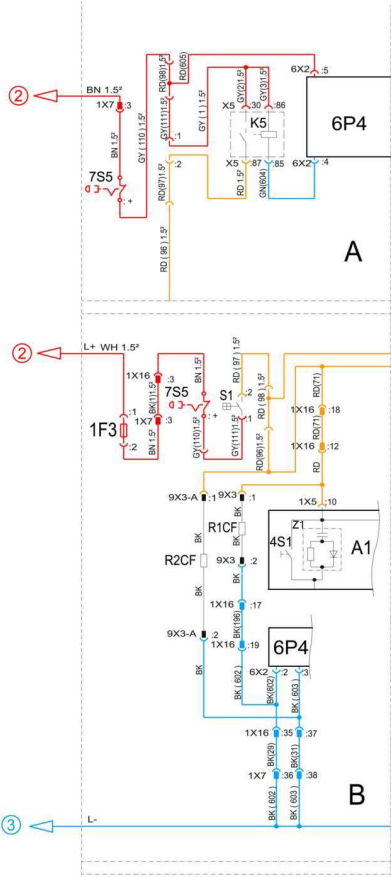 RD(98)1.5²
RD(605)
6X2 :5
2
BN 1.5²
1X7 :3
GY(2)1.5²
GY(3)1.5²
X5 :30 :86
K5
6P4
GY(111)1.5²
GY ( 1 ) 1.5²
:1
BN 1.5²
GY ( 110 ) 1.5²
:2
X5 :87 :85
6X2 :4
7S5
:+
RD(97)1.5²
RD 1.5²
GN(604)
RD ( 96 ) 1.5²
A
2
L+ WH 1.5²
1X16 :3
BN 1.5²
RD ( 97 ) 1.5²
RD(71)
7S5
S1 :2
RD ( 98 ) 1.5²
BK(1)1.5²
1X16 :18
:1
1F3
1X7 :3
:+
:1
RD(71)
:2
BN 1.5²
GY(110)1.5²
GY(111)1.5²
RD(96)1.5²
1X16 :12
RD
9X3-A :1
9X3 :1
1X5 :10
BK
BK
R1CF
Z1
4S1
A1
R2CF
9X3 :2
BK
BK
1X16 :17
BK(196)
9X3-A :2
1X16 :19
6P4
BK
BK ( 602 )
6X2 :2 :3
BK(602)
BK ( 603 )
1X16 :35 :37
BK(29)
BK(31)
1X7 :36 :38
B
BK ( 602 )
BK ( 603 )
3
L-